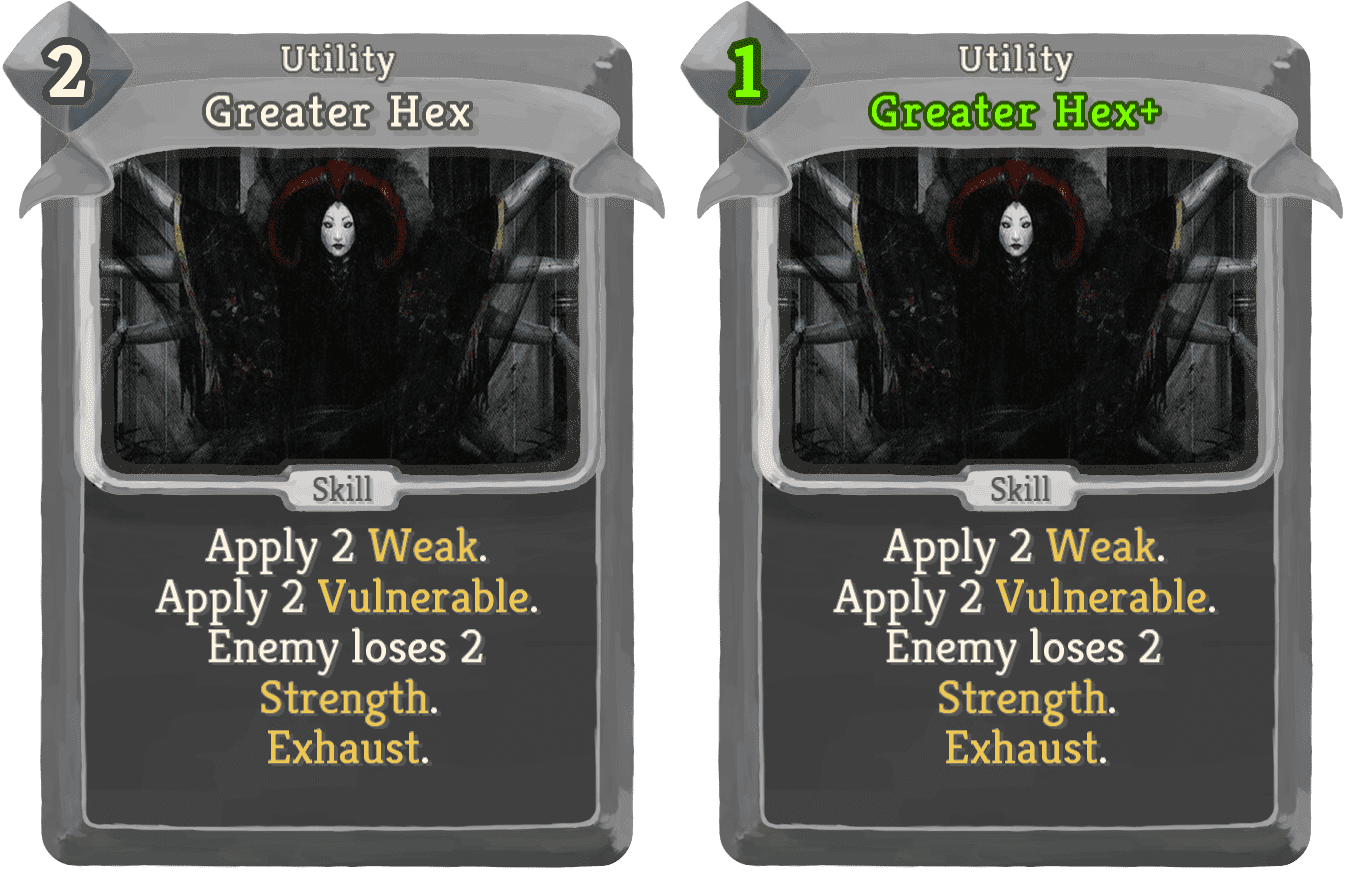 2
Utility
Greater Hex
Skill
Apply 2 Weak.
Apply 2 Vulnerable.
Enemy loses 2
Strength.
Exhaust.
1
Utility
Greater Hex+
Skill
Apply 2 Weak.
Apply 2 Vulnerable.
Enemy loses 2
Strength.
Exhaust.